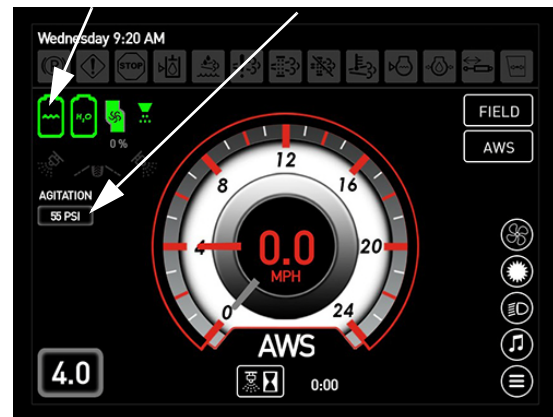 Wednesday 9:20 AM
P
STOP
H₂O
FIELD
0 %
AWS
AGITATION
55 PSI
0
4
8
12
16
20
24
0.0
MPH
AWS
4.0
0:00